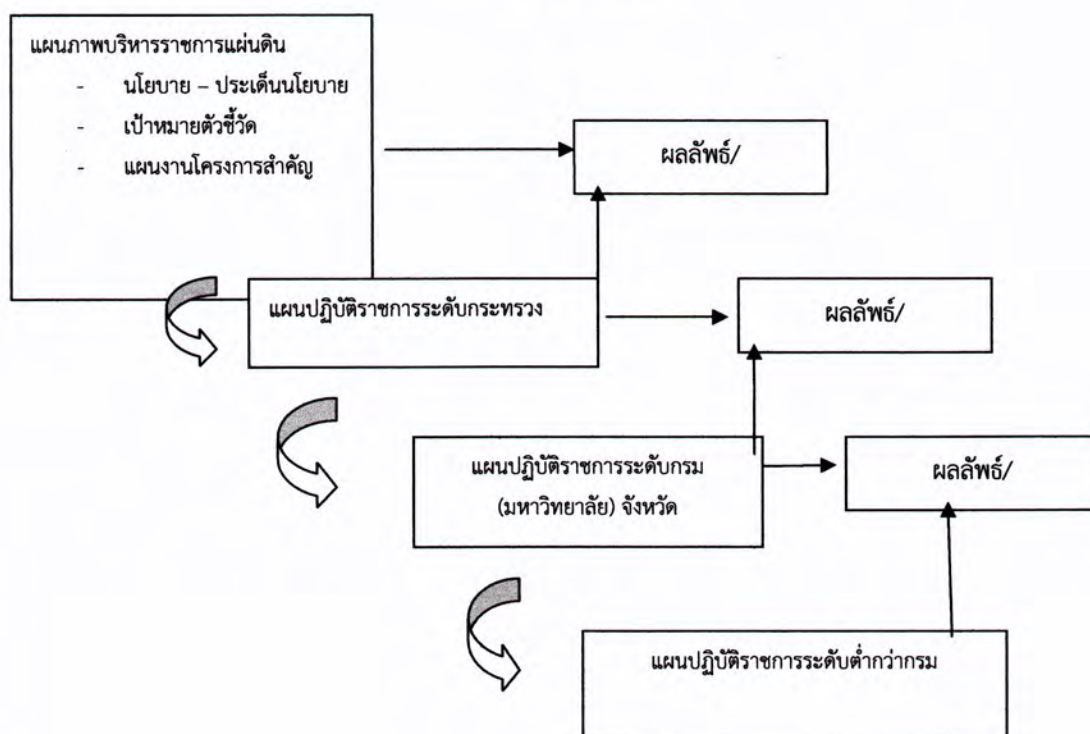 แผนภาพบริหารราชการแผ่นดิน
- นโยบาย – ประเด็นนโยบาย
- เป้าหมายตัวชี้วัด
- แผนงานโครงการสำคัญ
ผลลัพธ์/
แผนปฏิบัติราชการระดับกระทรวง
ผลลัพธ์/
แผนปฏิบัติราชการระดับกรม
(มหาวิทยาลัย) จังหวัด
ผลลัพธ์/
แผนปฏิบัติราชการระดับต่ำกว่ากรม